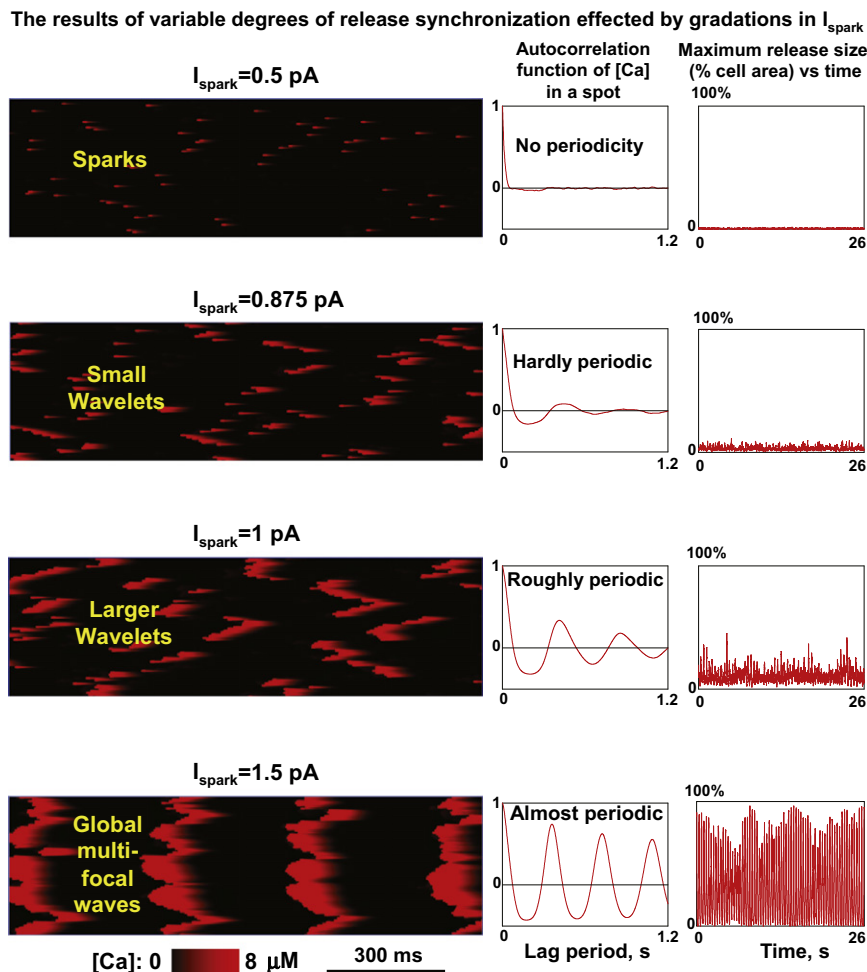 The results of variable degrees of release synchronization effected by gradations in Ispark
Autocorrelation
function of [Ca]
in a spot
Maximum release size
(% cell area) vs time
Ispark=0.5 pA
Sparks
1
0
No periodicity
0
1.2
100%
0
0
26
Ispark=0.875 pA
Small
Wavelets
1
0
Hardly periodic
0
1.2
100%
0
0
26
Ispark=1 pA
Larger
Wavelets
1
0
Roughly periodic
0
1.2
100%
0
0
26
Ispark=1.5 pA
Global
multi-
focal
waves
1
0
Almost periodic
0
1.2
Lag period, s
100%
0
0
26
Time, s
[Ca]: 0
8 μM
300 ms